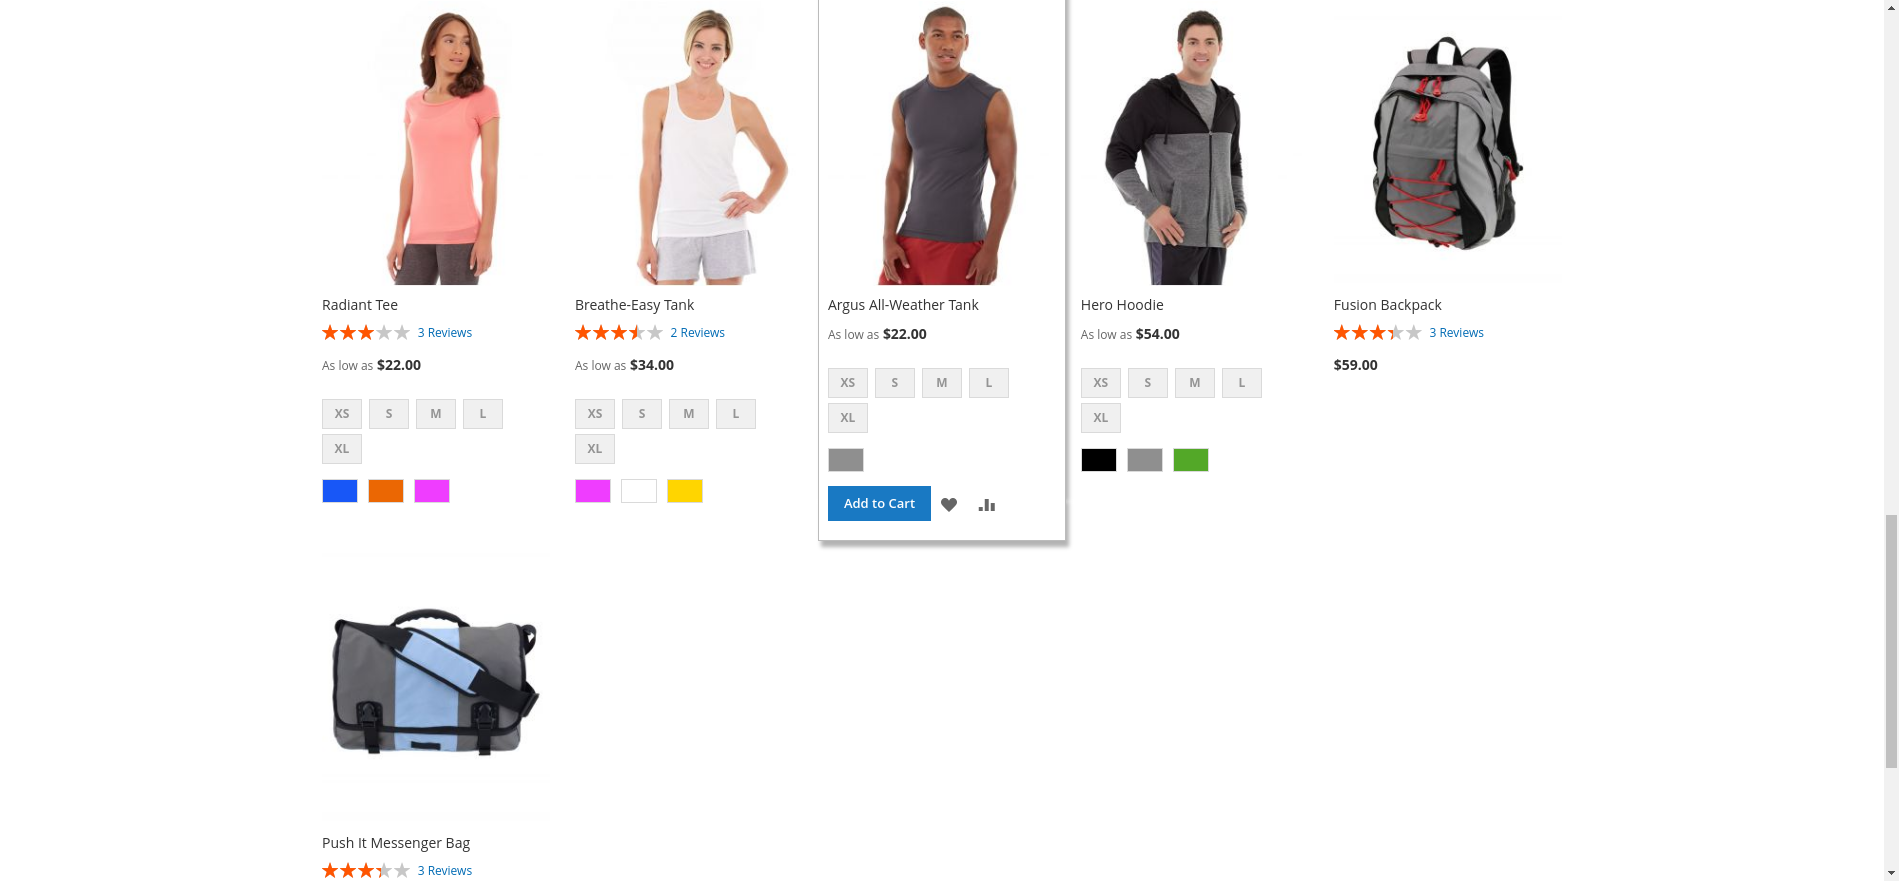 Radiant Tee
3 Reviews
As low as $22.00
XS S M L
XL
Breathe-Easy Tank
2 Reviews
As low as $34.00
XS S M L
XL
Argus All-Weather Tank
As low as $22.00
XS S M L
XL
Add to Cart
Hero Hoodie
As low as $54.00
XS S M L
XL
Fusion Backpack
3 Reviews
$59.00
Push It Messenger Bag
3 Reviews